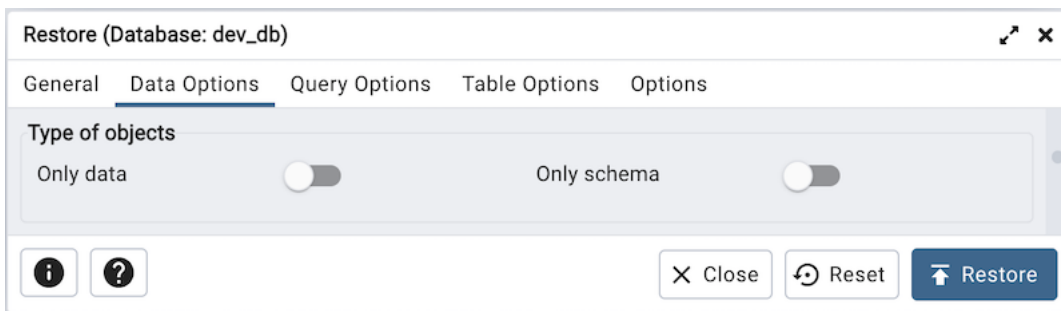 Restore (Database: dev_db)
General Data Options Query Options Table Options Options
Type of objects
Only data Only schema
Close Reset Restore